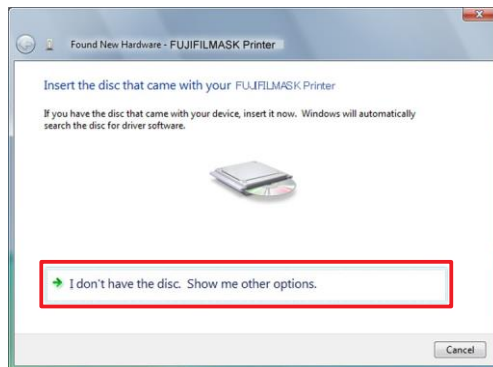 Found New Hardware - FUJIFILMASK Printer
Insert the disc that came with your FUJIFILMASK Printer
If you have the disc that came with your device, insert it now. Windows will automatically
search the disc for driver software.
I don't have the disc. Show me other options.
Cancel